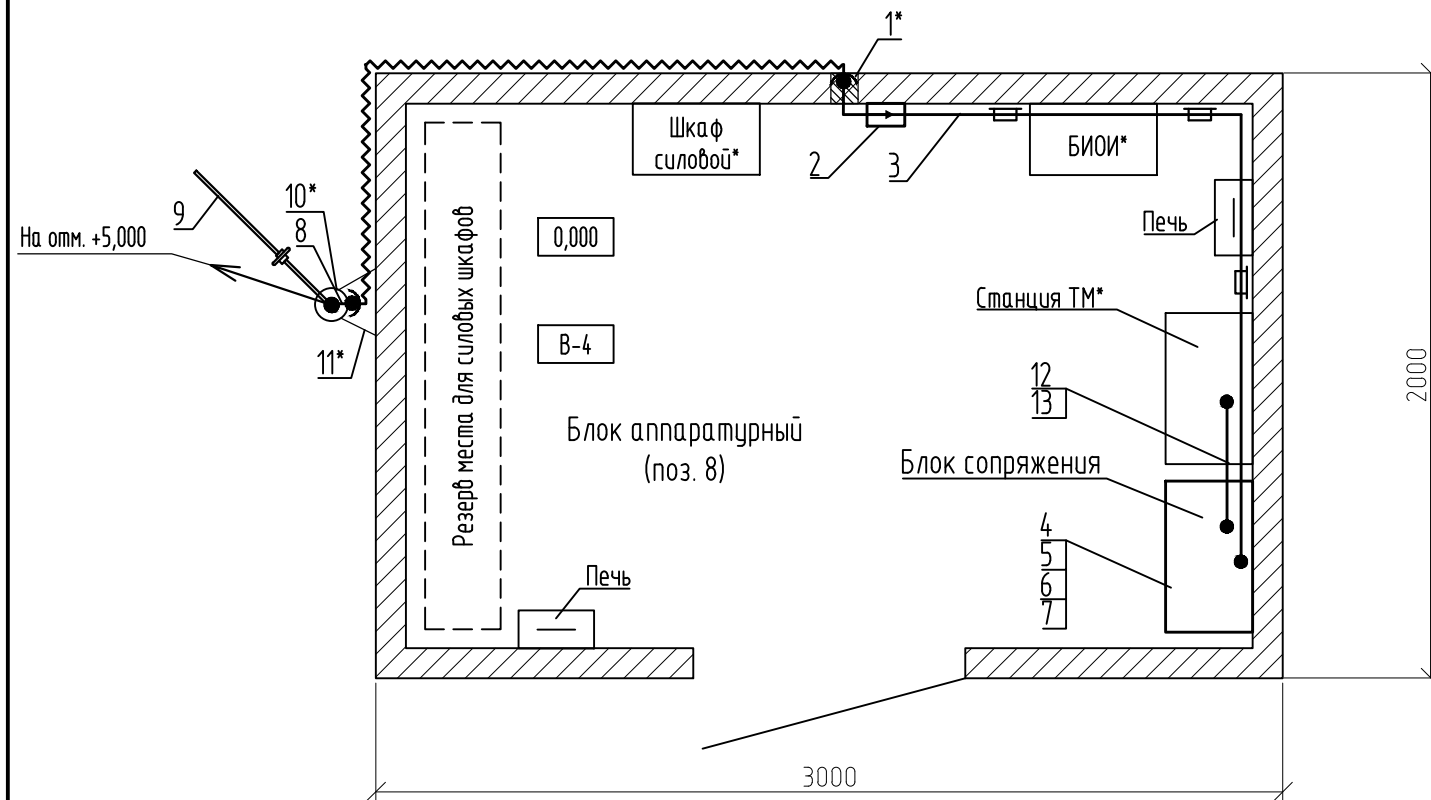 1*
Шкаф
силовой*
2
3
БИОИ*
10*
9
8
На отм. +5,000
0,000
Печь
Резерв места для силовых шкафов
Станция ТМ*
В-4
11*
12
13
2000
Блок аппаратурный
(поз. 8)
Блок сопряжения
4
5
6
7
Печь
3000